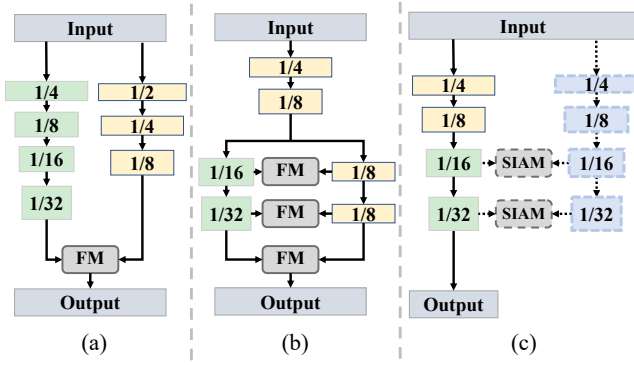 Input
1/4
1/8
1/16
1/32
1/2
1/4
1/8
FM
Output
(a)
Input
1/4
1/8
1/16 FM 1/8
1/32 FM 1/8
FM
Output
(b)
Input
1/4 1/4
1/8 1/8
1/16 SIAM 1/16
1/32 SIAM 1/32
Output
(c)